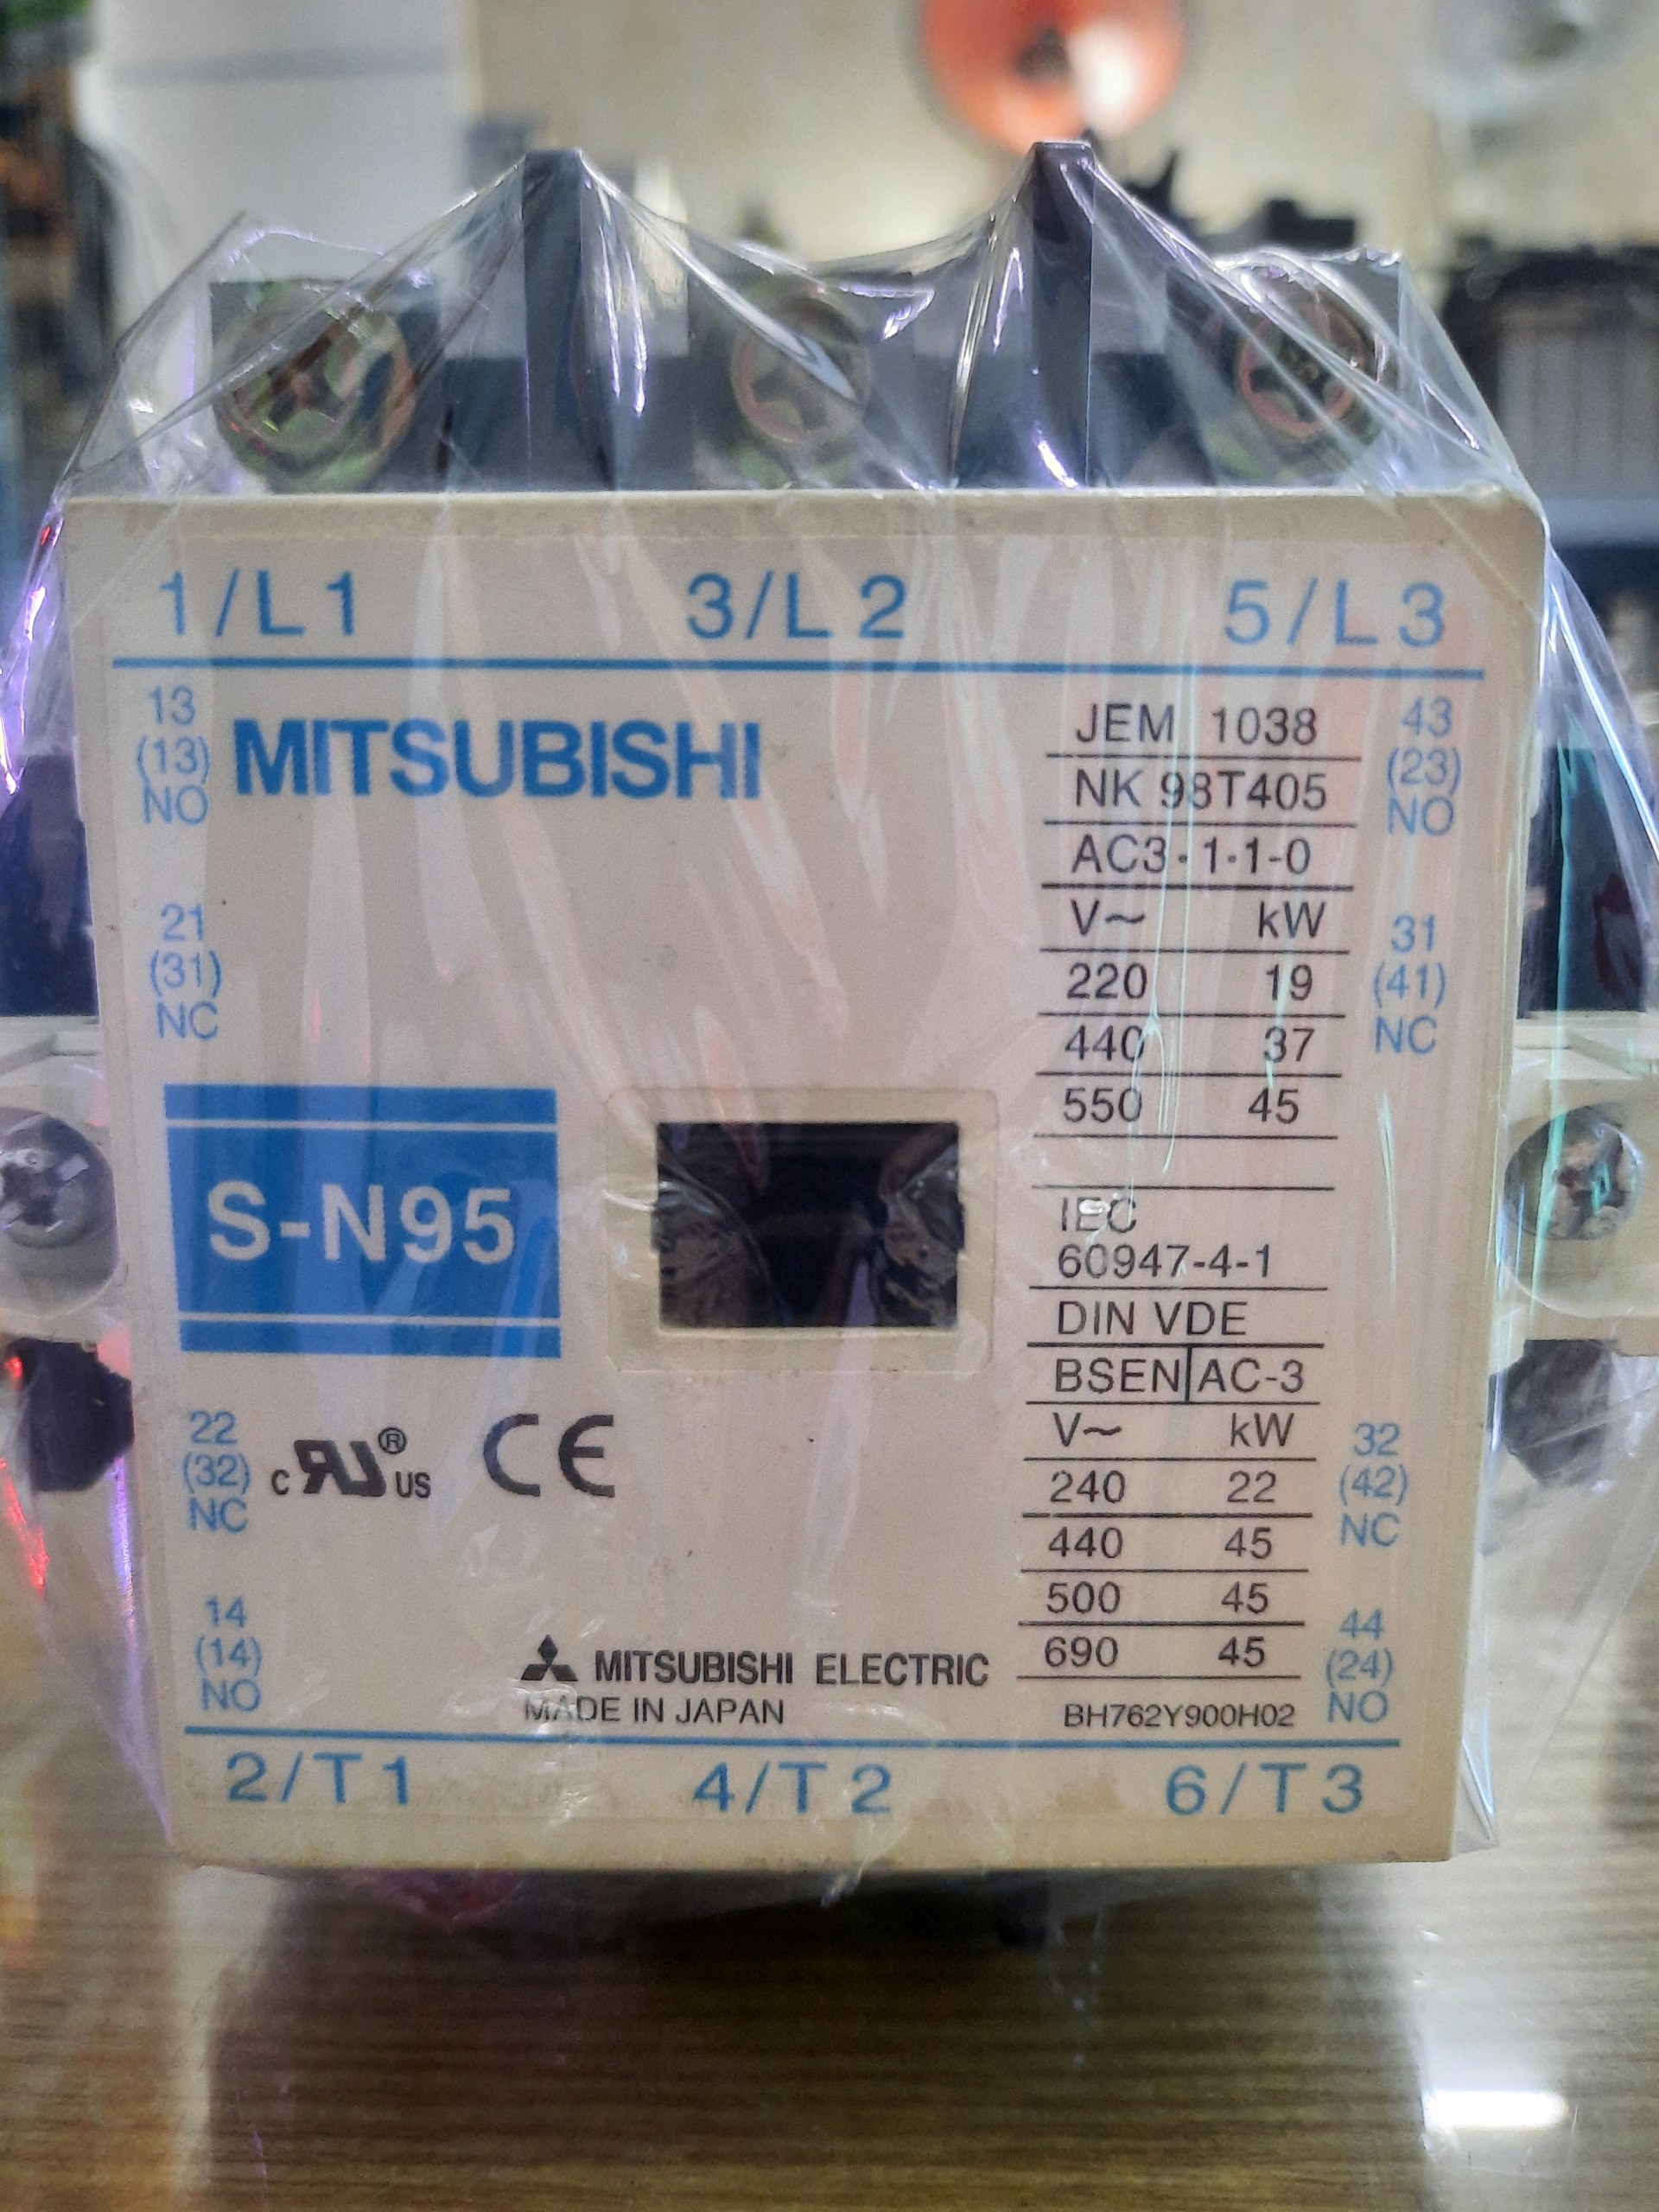 1/L1 3/L2 5/L3
13
(13)
NO
MITSUBISHI
JEM 1038
NK 98T405
AC3-1-1-0
V~ kW
220 19
440 37
550 45
43
(23)
NO
21
(31)
NC
31
(41)
NC
S-N95
IEC
60947-4-1
DIN VDE
BSEN AC-3
V~ kW
240 22
440 45
500 45
690 45
22
(32)
NC
c RU® US CE
32
(42)
NC
14
(14)
NO
MITSUBISHI ELECTRIC
MADE IN JAPAN
BH762Y900H02
44
(24)
NO
2/T1 4/T2 6/T3